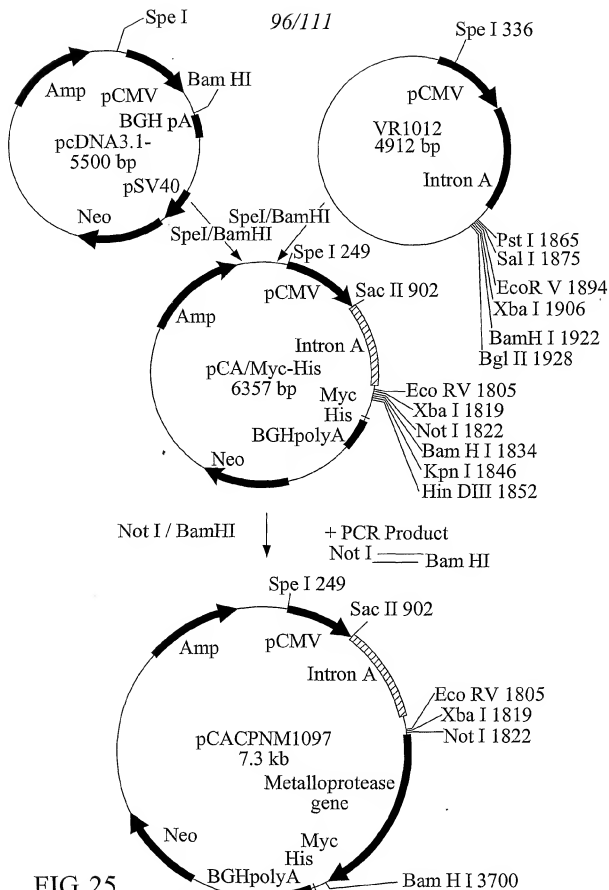 96/111
Spe I
Amp
pCMV
Bam HI
BGH pA
pcDNA3.1-
5500 bp
pSV40
Neo
SpeI/BamHI
Spe I 336
pCMV
VR1012
4912 bp
Intron A
SpeI/BamHI
Pst I 1865
Sal I 1875
EcoR V 1894
Xba I 1906
BamH I 1922
Bgl II 1928
Spe I 249
pCMV
Sac II 902
Amp
Intron A
pCA/Myc-His
6357 bp
Myc
His
BGHpolyA
Neo
Eco RV 1805
Xba I 1819
Not I 1822
Bam H I 1834
Kpn I 1846
Hin DIII 1852
Not I / BamHI
+ PCR Product
Not I
Bam HI
Spe I 249
Sac II 902
pCMV
Amp
Intron A
Eco RV 1805
Xba I 1819
Not I 1822
pCACPNM1097
7.3 kb
Metalloprotease
gene
Neo
Myc
His
BGHpolyA
Bam H I 3700
FIG 25